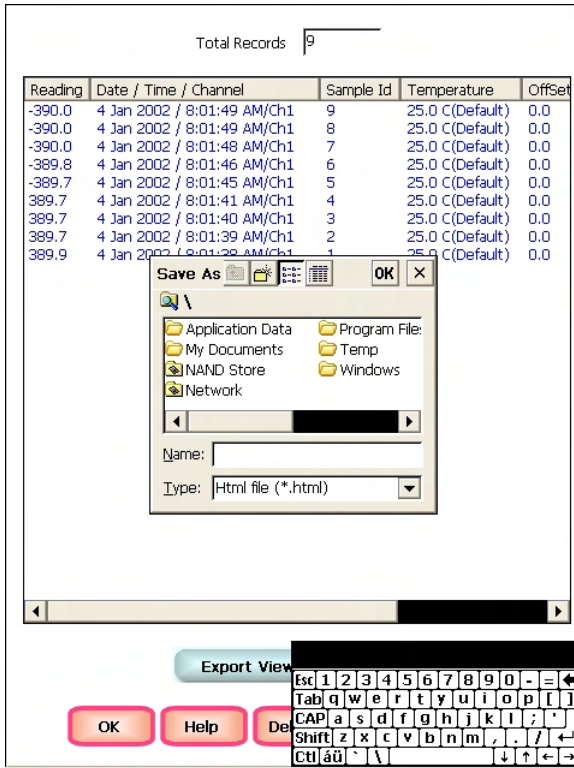 Total Records 9
Reading Date / Time / Channel Sample Id Temperature OffSet
-390.0 4 Jan 2002 / 8:01:49 AM/Ch1 9 25.0 C(Default) 0.0
-390.0 4 Jan 2002 / 8:01:49 AM/Ch1 8 25.0 C(Default) 0.0
-390.0 4 Jan 2002 / 8:01:48 AM/Ch1 7 25.0 C(Default) 0.0
-389.8 4 Jan 2002 / 8:01:46 AM/Ch1 6 25.0 C(Default) 0.0
-389.7 4 Jan 2002 / 8:01:45 AM/Ch1 5 25.0 C(Default) 0.0
389.7 4 Jan 2002 / 8:01:41 AM/Ch1 4 25.0 C(Default) 0.0
389.7 4 Jan 2002 / 8:01:40 AM/Ch1 3 25.0 C(Default) 0.0
389.7 4 Jan 2002 / 8:01:39 AM/Ch1 2 25.0 C(Default) 0.0
389.9 4 Jan 2002 / 8:01:38 AM/Ch1 1 25.0 C(Default) 0.0
Save As OK ×
\
Application Data Program File:
My Documents Temp
NAND Store Windows
Network
Name:
Type: Html file (*.html)
Export View
Esc 1 2 3 4 5 6 7 8 9 0 - =
Tab q w e r t y u i o p [ ]
CAP a s d f g h j k l ; '
Shift z x c v b n m , . /
Ctl áü ` \
OK Help Del